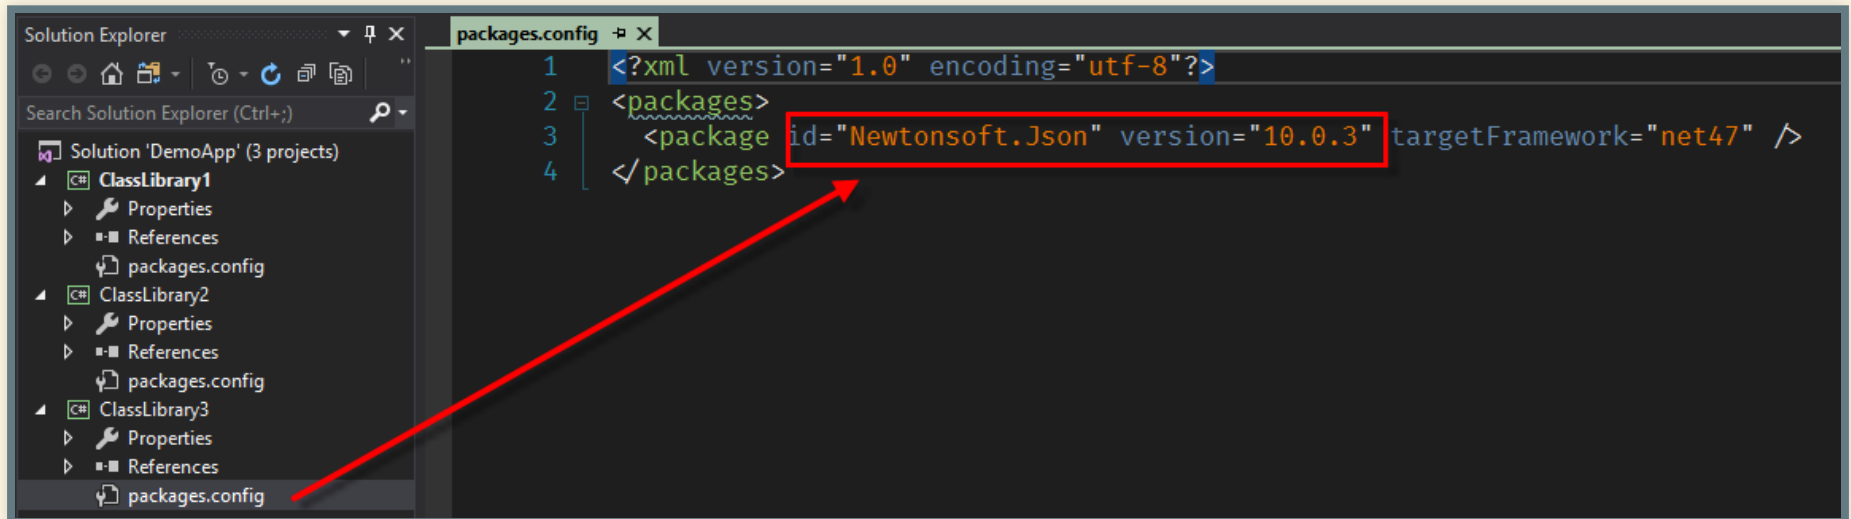 Solution Explorer
Search Solution Explorer (Ctrl+;)
Solution 'DemoApp' (3 projects)
C# ClassLibrary1
Properties
References
packages.config
C# ClassLibrary2
Properties
References
packages.config
C# ClassLibrary3
Properties
References
packages.config
packages.config
1 <?xml version="1.0" encoding="utf-8"?>
2 <packages>
3 <package id="Newtonsoft.Json" version="10.0.3" targetFramework="net47" />
4 </packages>